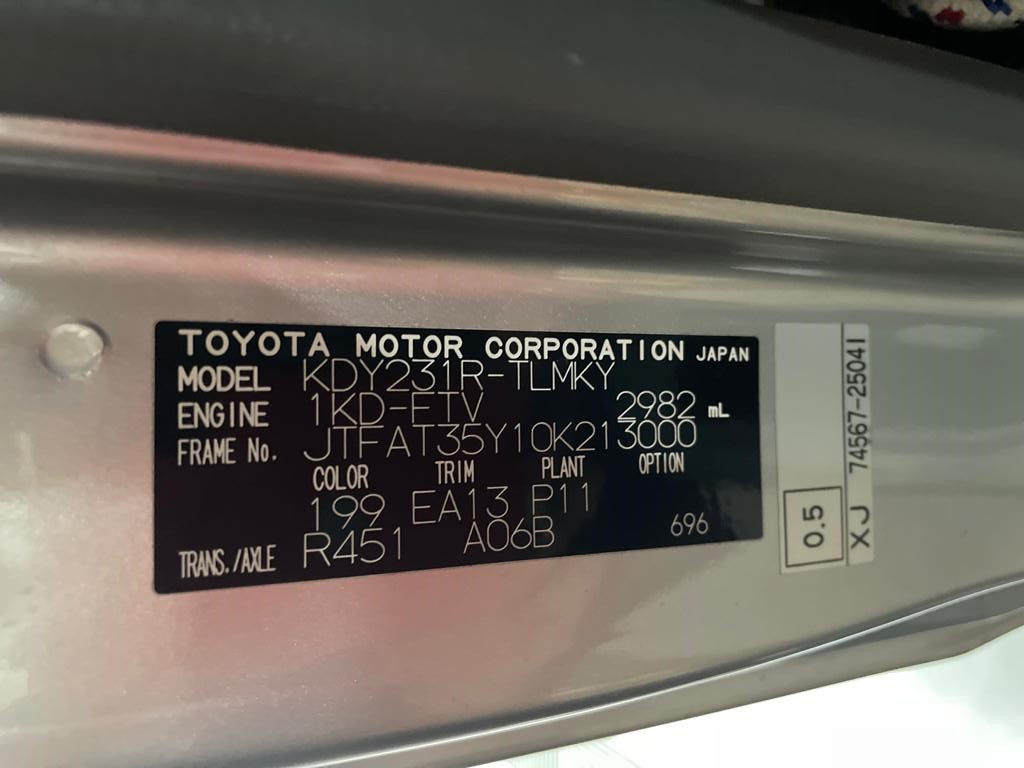 TOYOTA MOTOR CORPORATION JAPAN
MODEL KDY231R-TLMKY
ENGINE 1KD-FTV 2982 mL
FRAME No. JTFAT35Y10K213000
COLOR TRIM PLANT OPTION
199 EA13 P11
TRANS./AXLE R451 A06B 696
0.5
XJ 74567-25041